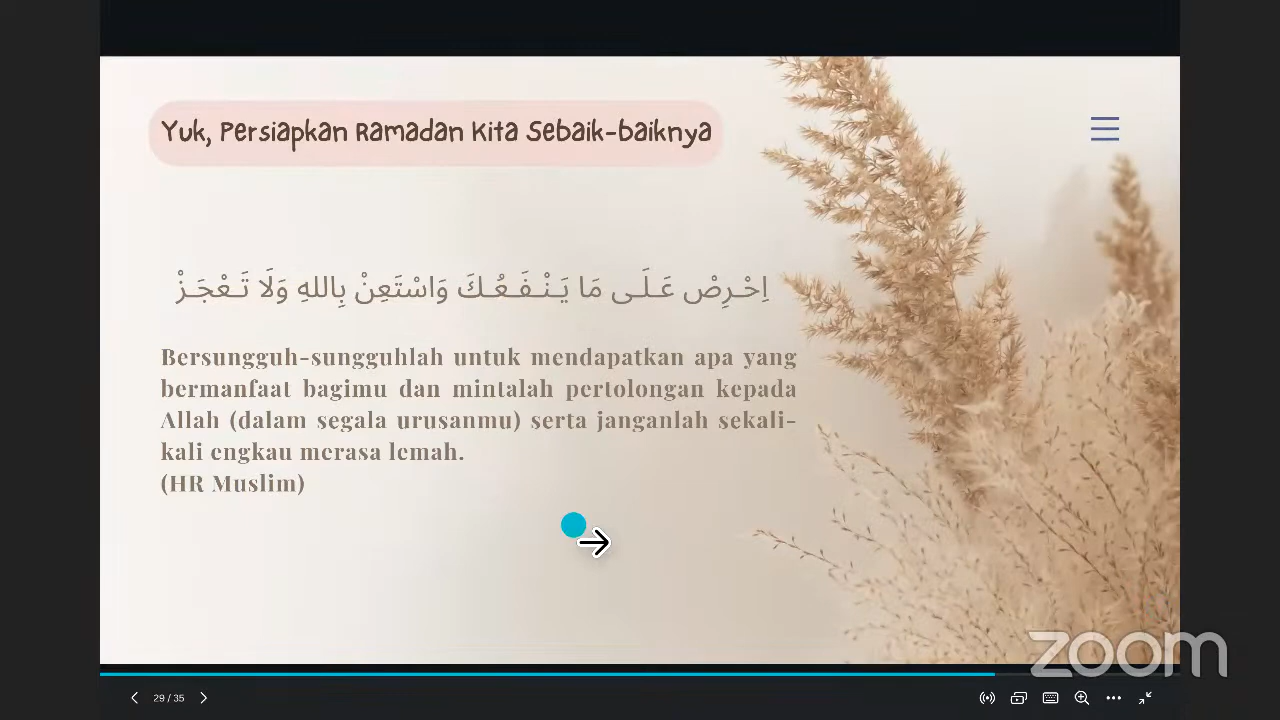 Yuk, Persiapkan Ramadan Kita Sebaik-baiknya
اِحْرِصْ عَلَى مَا يَنْفَعُكَ وَاسْتَعِنْ بِاللهِ وَلَا تَعْجَزْ
Bersungguh-sungguhlah untuk mendapatkan apa yang
bermanfaat bagimu dan mintalah pertolongan kepada
Allah (dalam segala urusanmu) serta janganlah sekali-
kali engkau merasa lemah.
(HR Muslim)
zoom
29 / 35